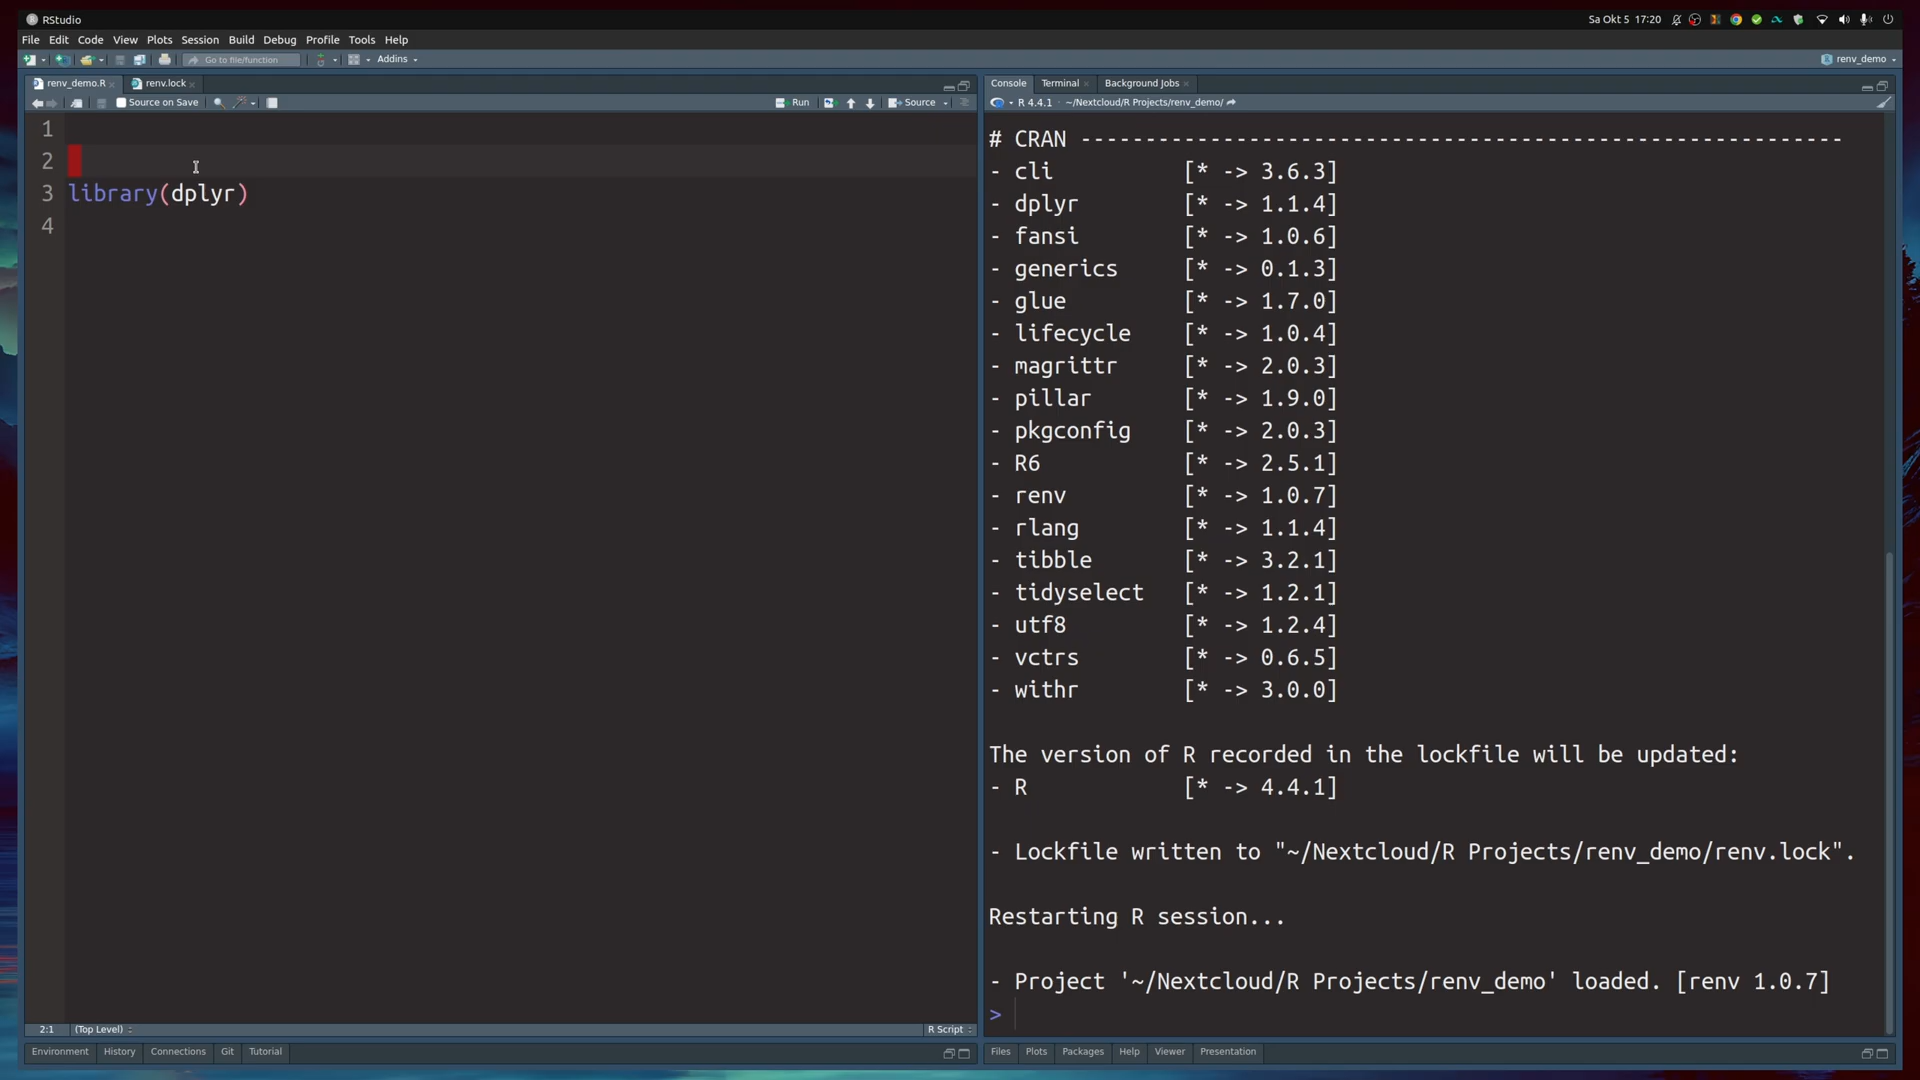 RStudio
Sa Okt 5 17:20
File Edit Code View Plots Session Build Debug Profile Tools Help
Go to file/function
Addins
renv_demo
renv_demo.R
renv.lock
Source on Save
Run
Source
1
2
3 library(dplyr)
4
2:1 (Top Level)
R Script
Environment History Connections Git Tutorial
Console Terminal Background Jobs
R 4.4.1 · ~/Nextcloud/R Projects/renv_demo/
# CRAN -----------------------------------------------------------
- cli [* -> 3.6.3]
- dplyr [* -> 1.1.4]
- fansi [* -> 1.0.6]
- generics [* -> 0.1.3]
- glue [* -> 1.7.0]
- lifecycle [* -> 1.0.4]
- magrittr [* -> 2.0.3]
- pillar [* -> 1.9.0]
- pkgconfig [* -> 2.0.3]
- R6 [* -> 2.5.1]
- renv [* -> 1.0.7]
- rlang [* -> 1.1.4]
- tibble [* -> 3.2.1]
- tidyselect [* -> 1.2.1]
- utf8 [* -> 1.2.4]
- vctrs [* -> 0.6.5]
- withr [* -> 3.0.0]
The version of R recorded in the lockfile will be updated:
- R [* -> 4.4.1]
- Lockfile written to "~/Nextcloud/R Projects/renv_demo/renv.lock".
Restarting R session...
- Project '~/Nextcloud/R Projects/renv_demo' loaded. [renv 1.0.7]
>
Files Plots Packages Help Viewer Presentation